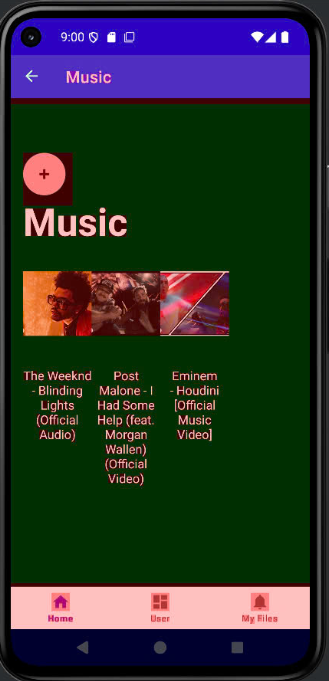 9:00
Music
+
Music
The Weeknd
- Blinding
Lights
(Official
Audio)
Post
Malone - I
Had Some
Help (feat.
Morgan
Wallen)
(Official
Video)
Eminem
- Houdini
[Official
Music
Video]
Home
User
My Files